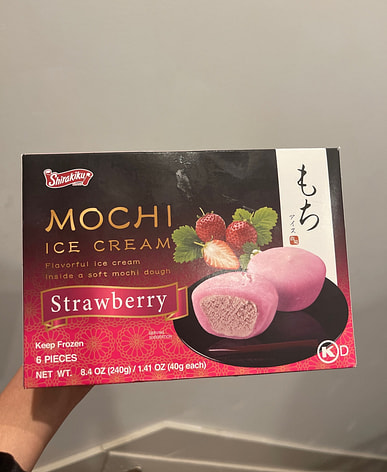 Shirakiku
もち
アイス
MOCHI
ICE CREAM
Flavorful ice cream
inside a soft mochi dough
Strawberry
Keep Frozen
6 PIECES
NET WT. 8.4 OZ (240g) / 1.41 OZ (40g each)
K D